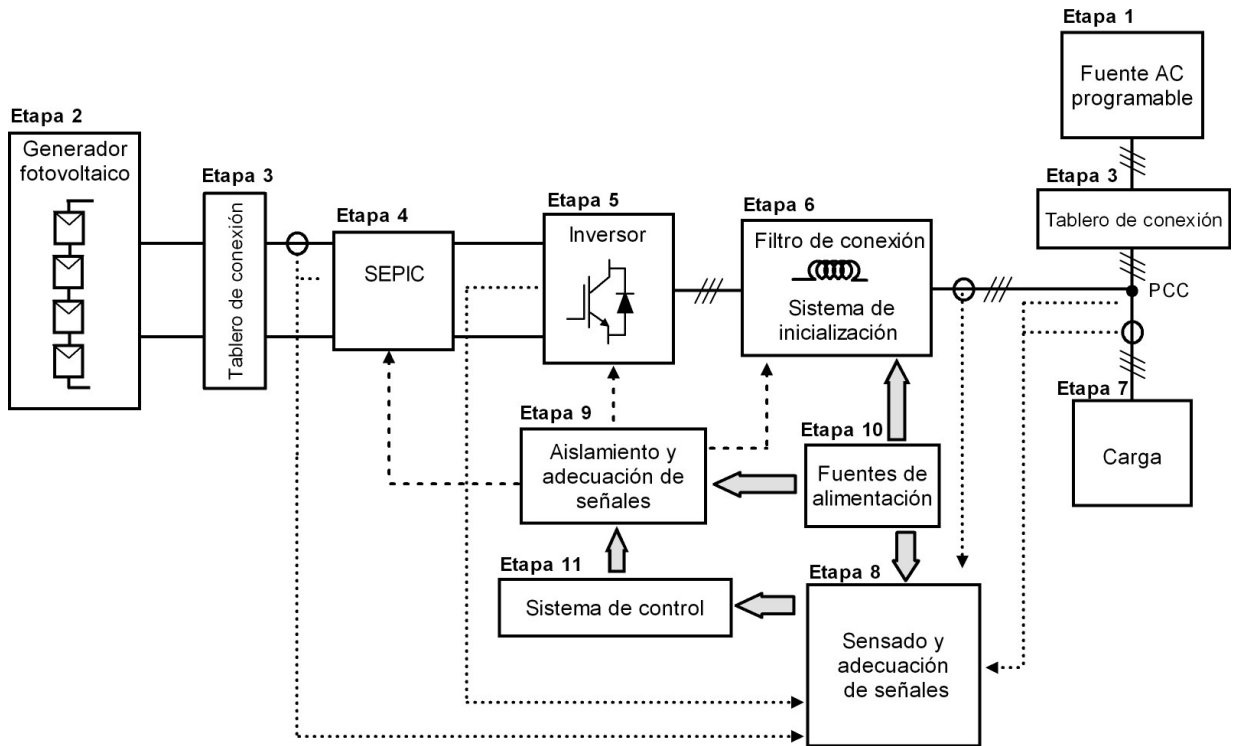 Etapa 1
Fuente AC
programable
Etapa 2
Generador
fotovoltaico
Etapa 3
Tablero de conexión
Etapa 4
SEPIC
Etapa 5
Inversor
Etapa 6
Filtro de conexión
Sistema de
inicialización
Etapa 3
Tablero de conexión
PCC
Etapa 7
Carga
Etapa 9
Aislamiento y
adecuación de
señales
Etapa 10
Fuentes de
alimentación
Etapa 11
Sistema de control
Etapa 8
Sensado y
adecuación
de señales